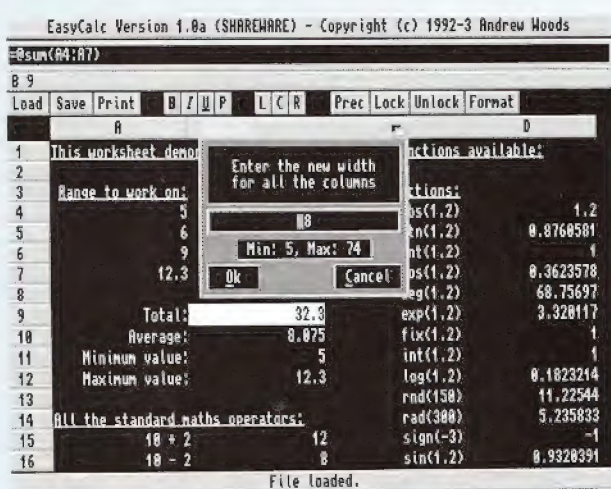 EasyCalc Version 1.0a (SHAREWARE) - Copyright (c) 1992-3 Andrew Woods
=@sum(A4:A7)
B 9
Load Save Print B I U P L C R Prec Lock Unlock Format
A D
1 This worksheet demon nctions available:
Enter the new width
for all the columns
2
3 Range to work on: ctions:
4 5 os(1.2) 1.2
8
5 6 tn(1.2) 0.8760581
6 9 nt(1.2) 1
Min: 5, Max: 74
7 12.3 os(1.2) 0.3623578
Ok Cancel
8 eg(1.2) 68.75697
9 Total: 32.3 exp(1.2) 3.320117
10 Average: 8.075 fix(1.2) 1
11 Minimum value: 5 int(1.2) 1
12 Maximum value: 12.3 log(1.2) 0.1823214
13 rnd(150) 11.22544
14 All the standard maths operators: rad(300) 5.235833
15 10 + 2 12 sign(-3) -1
16 10 - 2 8 sin(1.2) 0.9320391
File loaded.